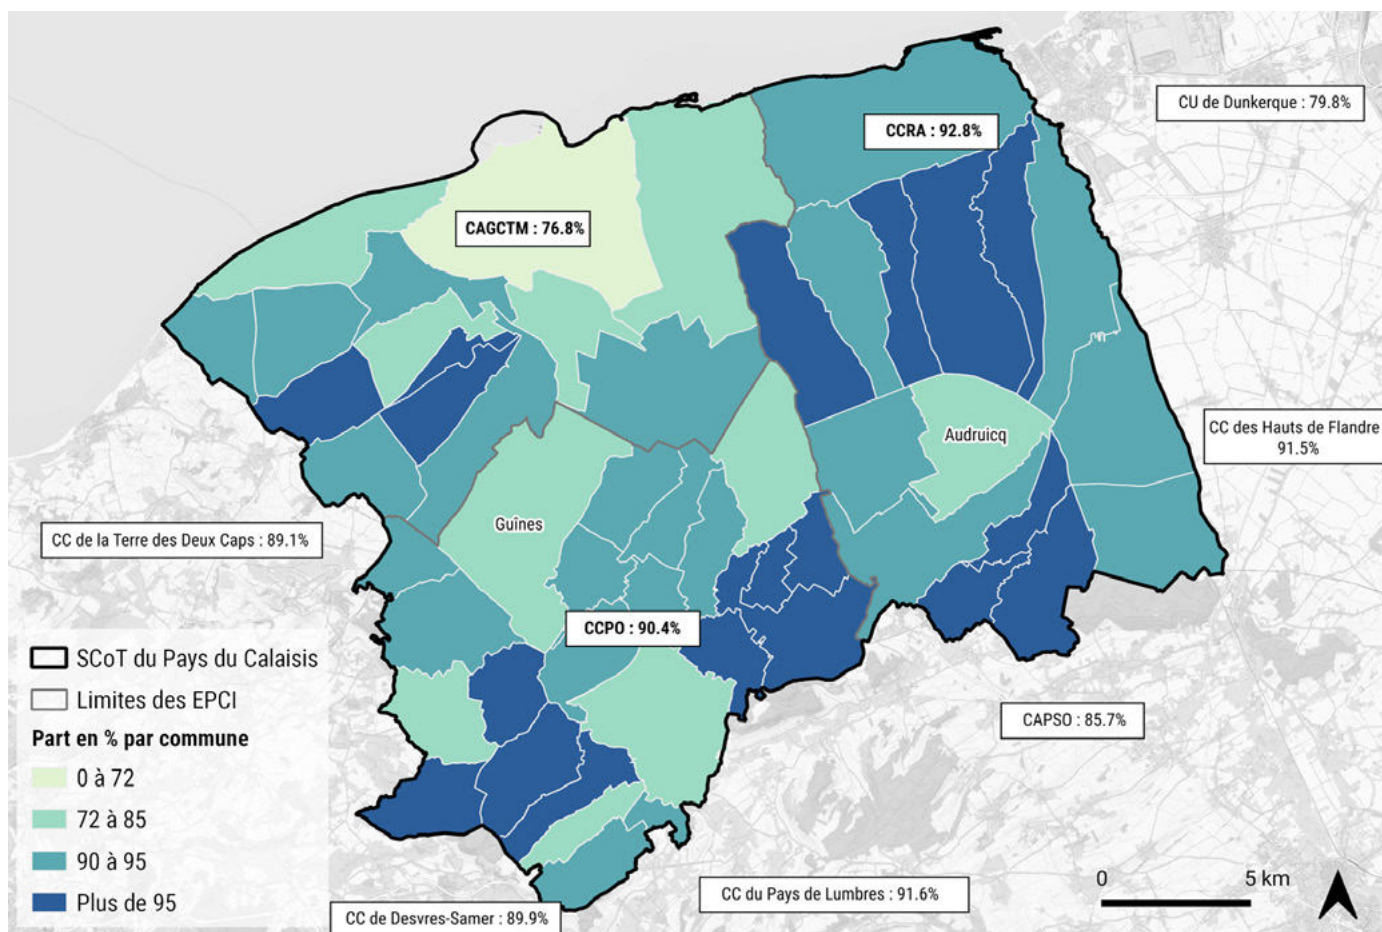 CU de Dunkerque : 79.8%
CCRA : 92.8%
CAGCTM : 76.8%
CC des Hauts de Flandre
91.5%
Audruicq
Guînes
CC de la Terre des Deux Caps : 89.1%
CCPO : 90.4%
SCoT du Pays du Calaisis
Limites des EPCI
Part en % par commune
0 à 72
72 à 85
90 à 95
Plus de 95
CAPSO : 85.7%
CC du Pays de Lumbres : 91.6%
CC de Desvres-Samer : 89.9%
0 5 km